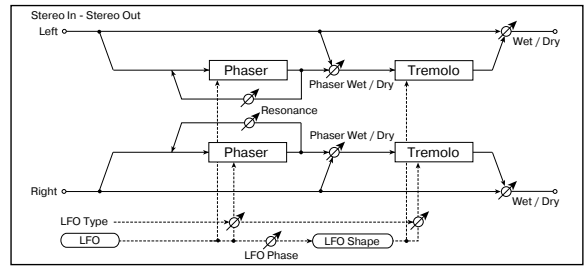 Stereo In - Stereo Out
Left
Wet / Dry
Phaser
Phaser Wet / Dry
Tremolo
Resonance
Phaser Wet / Dry
Phaser
Tremolo
Right
Wet / Dry
LFO Type
LFO
LFO Phase
LFO Shape